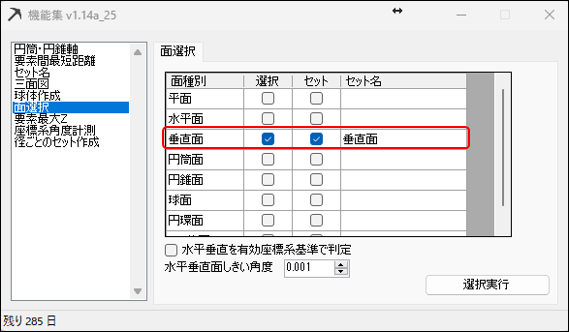 機能集 v1.14a_25
円筒・円錐軸
要素間最短距離
セット名
三面図
球体作成
面選択
要素最大Z
座標系角度計測
径ごとのセット作成
面選択
面種別 選択 セット セット名
平面
水平面
垂直面 垂直面
円筒面
円錐面
球面
円環面
水平垂直を有効座標系基準で判定
水平垂直面しきい角度 0.001
選択実行
残り 285 日